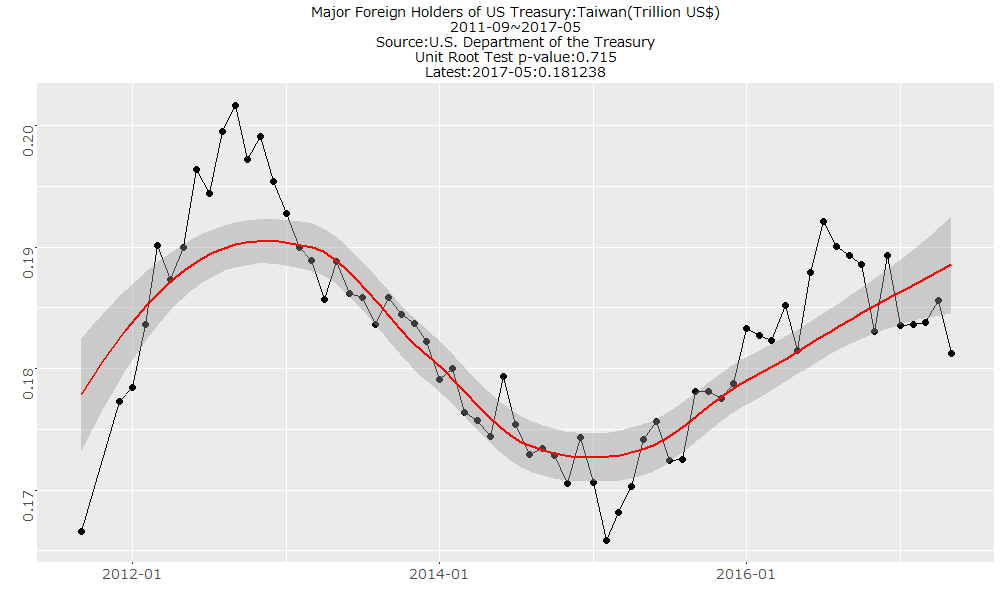 Major Foreign Holders of US Treasury:Taiwan(Trillion US$)
2011-09~2017-05
Source:U.S. Department of the Treasury
Unit Root Test p-value:0.715
Latest:2017-05:0.181238
0.20
0.19
0.18
0.17
2012-01
2014-01
2016-01